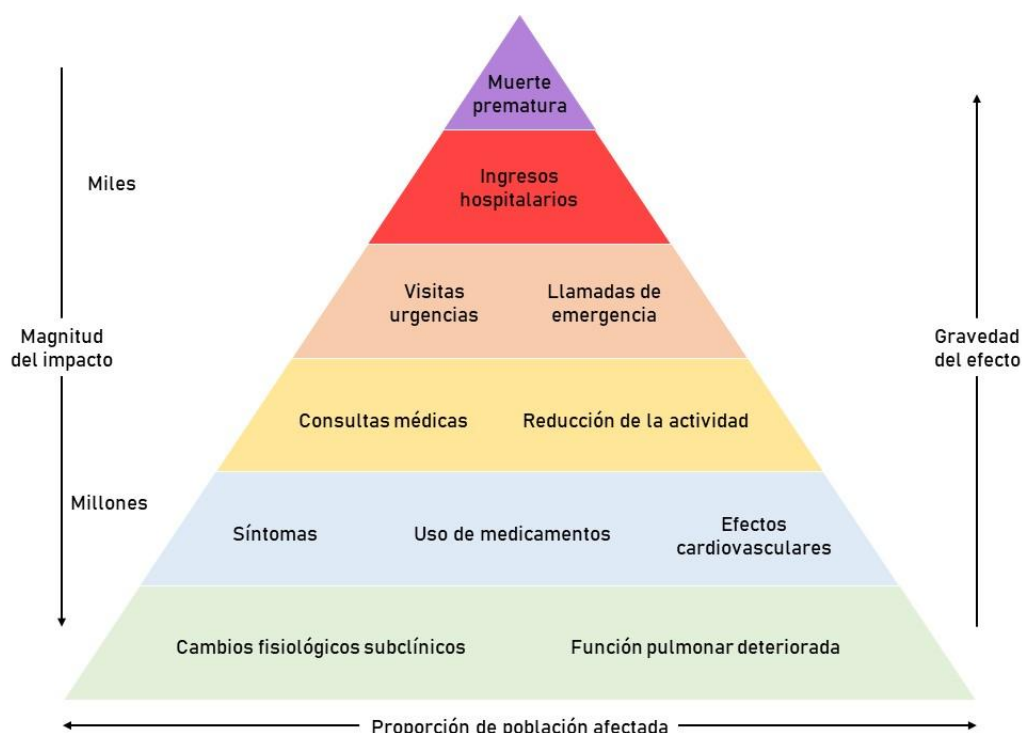 Muerte
prematura
Miles
Ingresos
hospitalarios
Visitas
urgencias
Llamadas de
emergencia
Magnitud
del impacto
Gravedad
del efecto
Consultas médicas
Reducción de la actividad
Millones
Síntomas
Uso de medicamentos
Efectos
cardiovasculares
Cambios fisiológicos subclínicos
Función pulmonar deteriorada
Proporción de población afectada